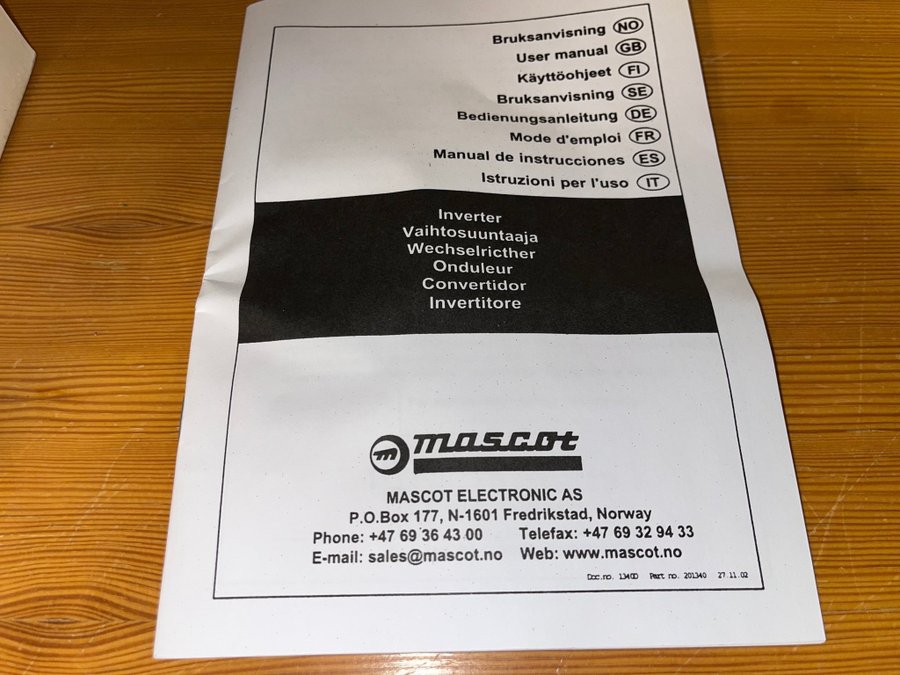 Bruksanvisning NO
User manual GB
Käyttöohjeet FI
Bruksanvisning SE
Bedienungsanleitung DE
Mode d'emploi FR
Manual de instrucciones ES
Istruzioni per l'uso IT
Inverter
Vaihtosuuntaaja
Wechselricther
Onduleur
Convertidor
Invertitore
m mascot
MASCOT ELECTRONIC AS
P.O.Box 177, N-1601 Fredrikstad, Norway
Phone: +47 69 36 43 00 Telefax: +47 69 32 94 33
E-mail: sales@mascot.no Web: www.mascot.no
Doc.no. 1340D Part no. 201340 27.11.02